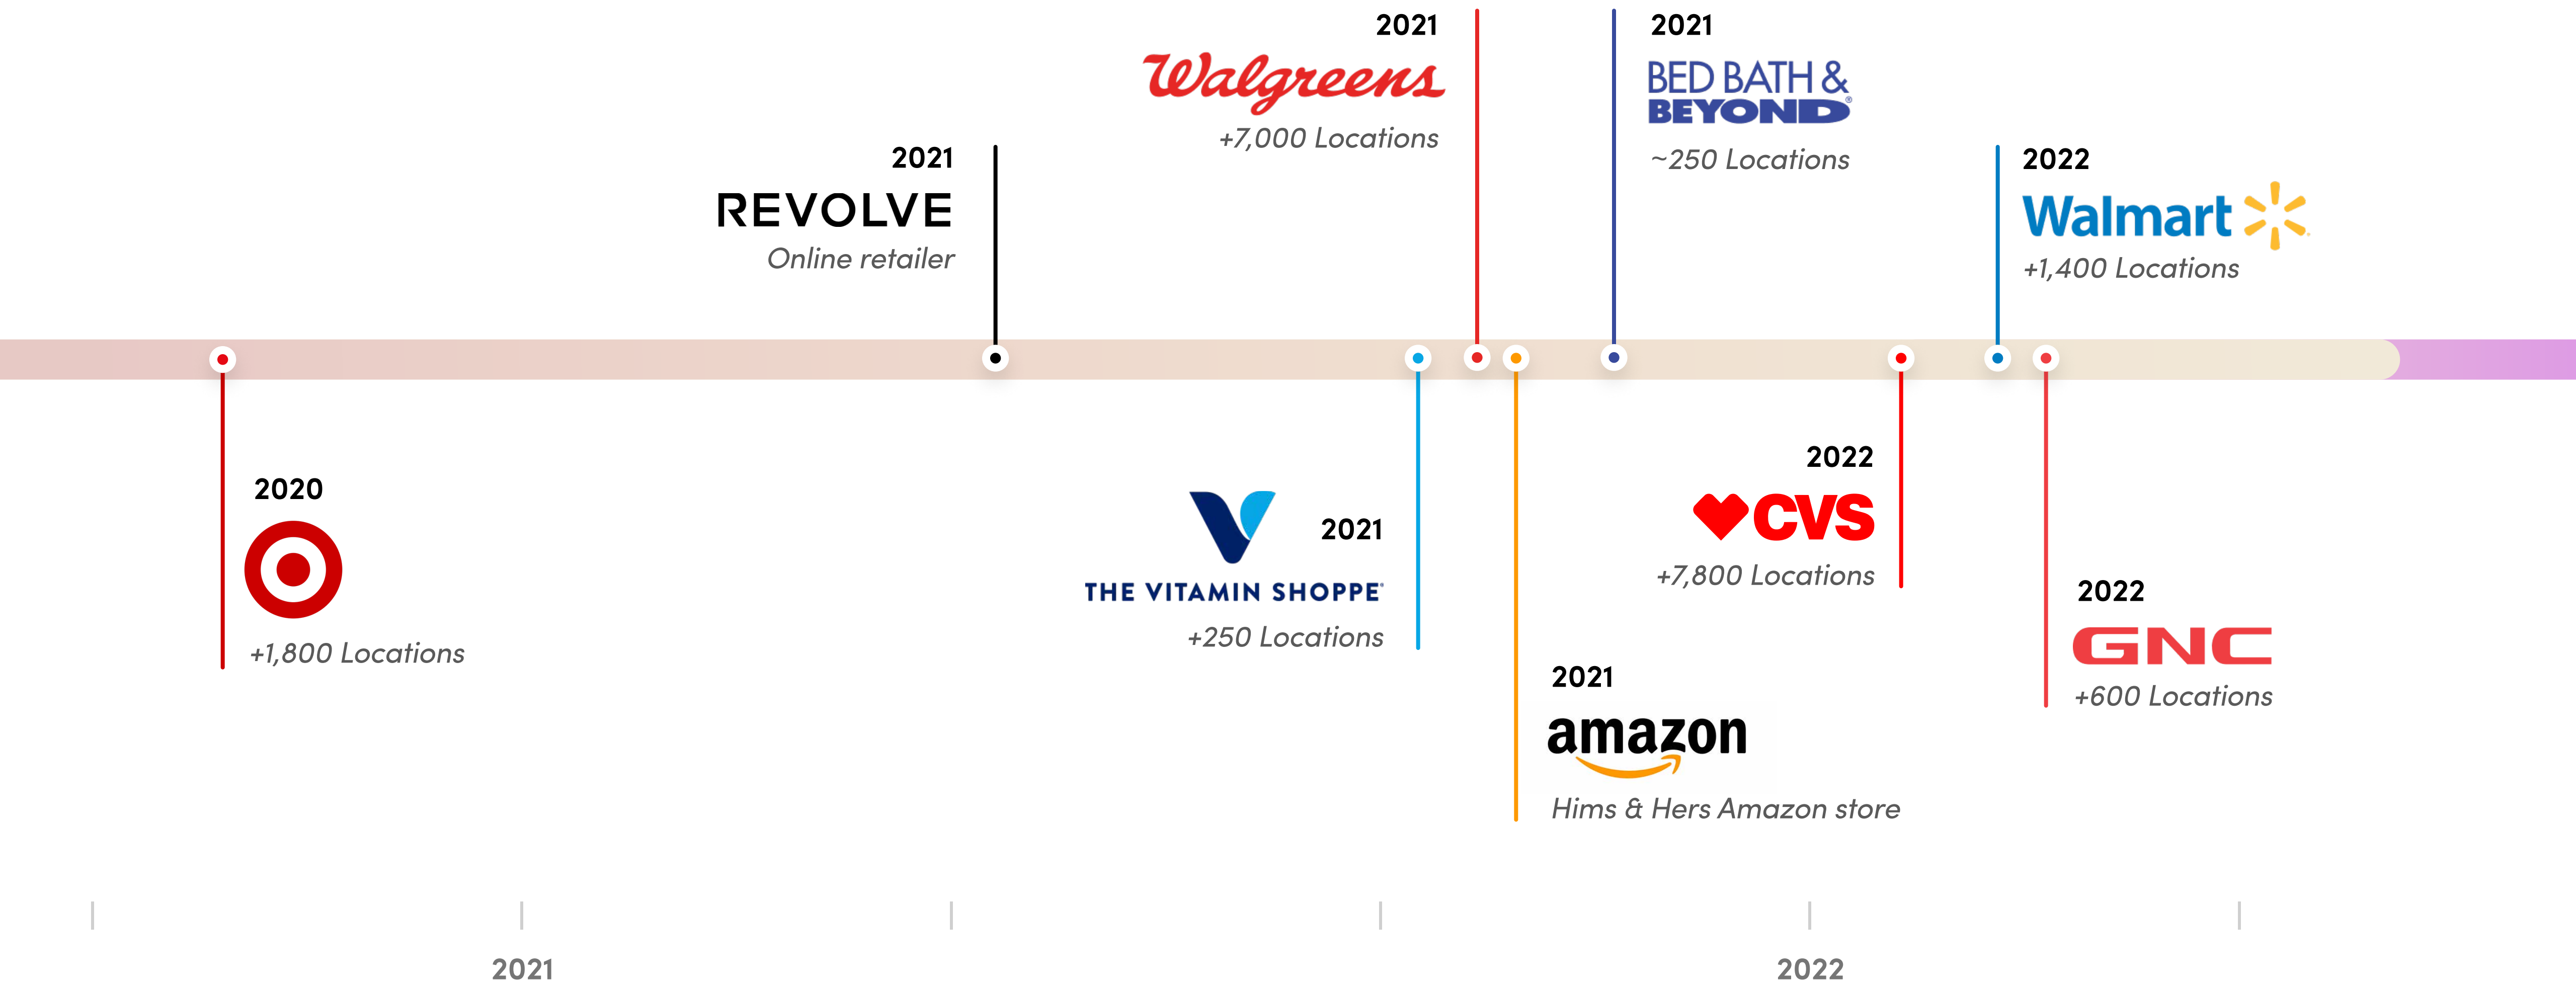 2021
Walgreens
+7,000 Locations
2021
BED BATH &
BEYOND®
~250 Locations
2021
REVOLVE
Online retailer
2022
Walmart
+1,400 Locations
2020
+1,800 Locations
2021
THE VITAMIN SHOPPE®
+250 Locations
2021
amazon
Hims & Hers Amazon store
2022
CVS
+7,800 Locations
2022
GNC
+600 Locations
2021
2022